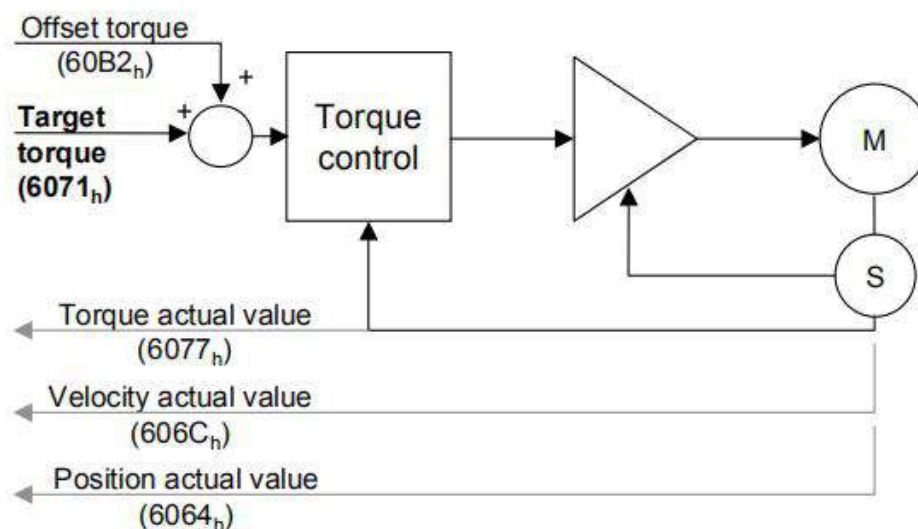 Offset torque
(60B2h)
+
+
Target
torque
(6071h)
Torque
control
M
S
Torque actual value
(6077h)
Velocity actual value
(606Ch)
Position actual value
(6064h)